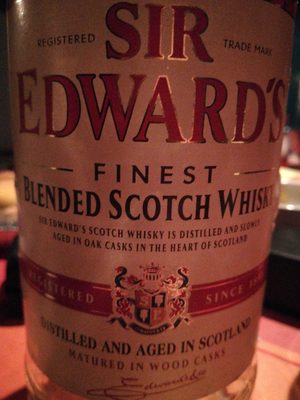 SIR
REGISTERED TRADE MARK
EDWARD'S
FINEST
BLENDED SCOTCH WHISKY
SIR EDWARD'S SCOTCH WHISKY IS DISTILLED AND SLOWLY
AGED IN OAK CASKS IN THE HEART OF SCOTLAND
REGISTERED SINCE
S E
DISTILLED AND AGED IN SCOTLAND
MATURED IN WOOD CASKS